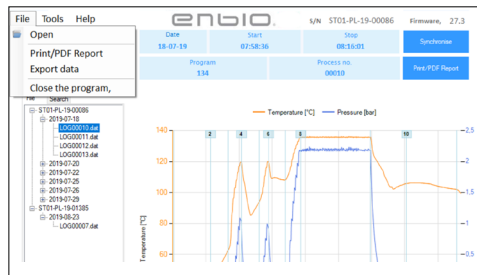 File Tools Help
enbio.
S/N ST01-PL-19-00086 Firmware, 27.3
Open
Print/PDF Report
Export data
Close the program,
Date Start Stop
18-07-19 07:58:36 08:16:01
Synchronise
Program Process no.
134 00010
Print/PDF Report
File Search
ST01-PL-19-00086
2019-07-18
LOG00010.dat
LOG00011.dat
LOG00012.dat
LOG00013.dat
2019-07-20
2019-07-22
2019-07-25
2019-07-26
2019-07-29
ST01-PL-19-01385
2019-08-23
LOG00007.dat
Temperature [°C] Pressure [bar]
2 4 6 8 10
140
120
100
80
60
Temperature [°C]
2,5
2
1,5
1
0,5